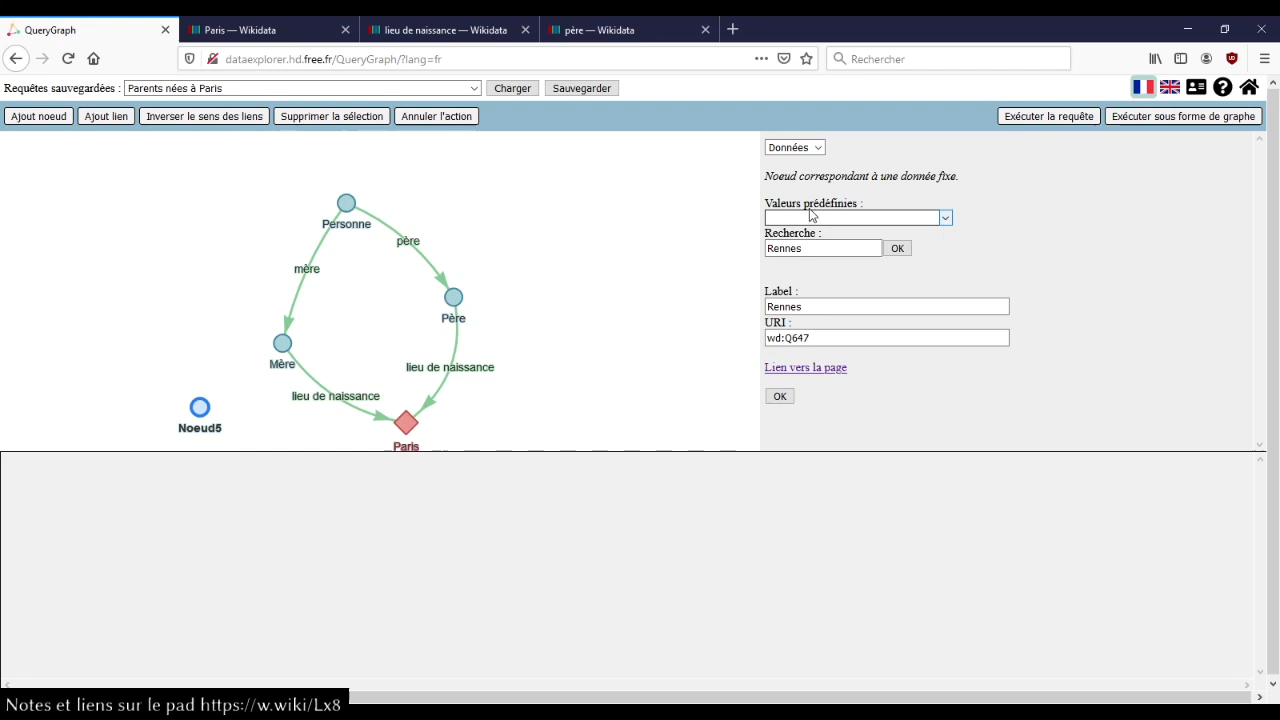 QueryGraph
Paris — Wikidata
lieu de naissance — Wikidata
père — Wikidata
dataexplorer.hd.free.fr/QueryGraph/?lang=fr
Rechercher
Requêtes sauvegardées : Parents nées à Paris Charger Sauvegarder
Ajout noeud Ajout lien Inverser le sens des liens Supprimer la sélection Annuler l'action Exécuter la requête Exécuter sous forme de graphe
Données
Noeud correspondant à une donnée fixe.
Valeurs prédéfinies :
Recherche :
Rennes OK
Label :
Rennes
URI :
wd:Q647
Lien vers la page
OK
Personne
père
mère
Père
Mère
lieu de naissance
lieu de naissance
Noeud5
Paris
Notes et liens sur le pad https://w.wiki/Lx8